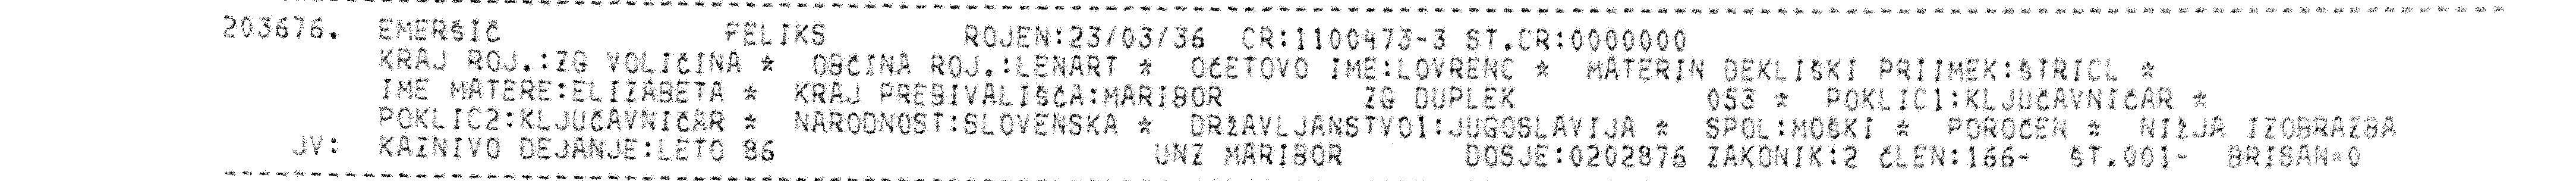 203676. EMERŠIČ FELIKS ROJEN:23/03/36 CR:1100473-3 ST.CR:0000000
KRAJ ROJ.:ZG VOLIČINA * OBČINA ROJ.:LENART * OČETOVO IME:LOVRENC * MATERIN DEKLIŠKI PRIIMEK:ŠTRICL *
IME MATERE:ELIZABETA * KRAJ PREBIVALIŠČA:MARIBOR ZG DUPLEK 053 * POKLIC1:KLJUČAVNIČAR *
POKLIC2:KLJUČAVNIČAR * NARODNOST:SLOVENSKA * DRŽAVLJANSTVO1:JUGOSLAVIJA * SPOL:MOŠKI * POROČEN * NIŽJA IZOBRAZBA
JV: KAZNIVO DEJANJE:LETO 86 UNZ MARIBOR DOSJE:0202876 ZAKONIK:2 ČLEN:166- ŠT.001- BRISAN=0